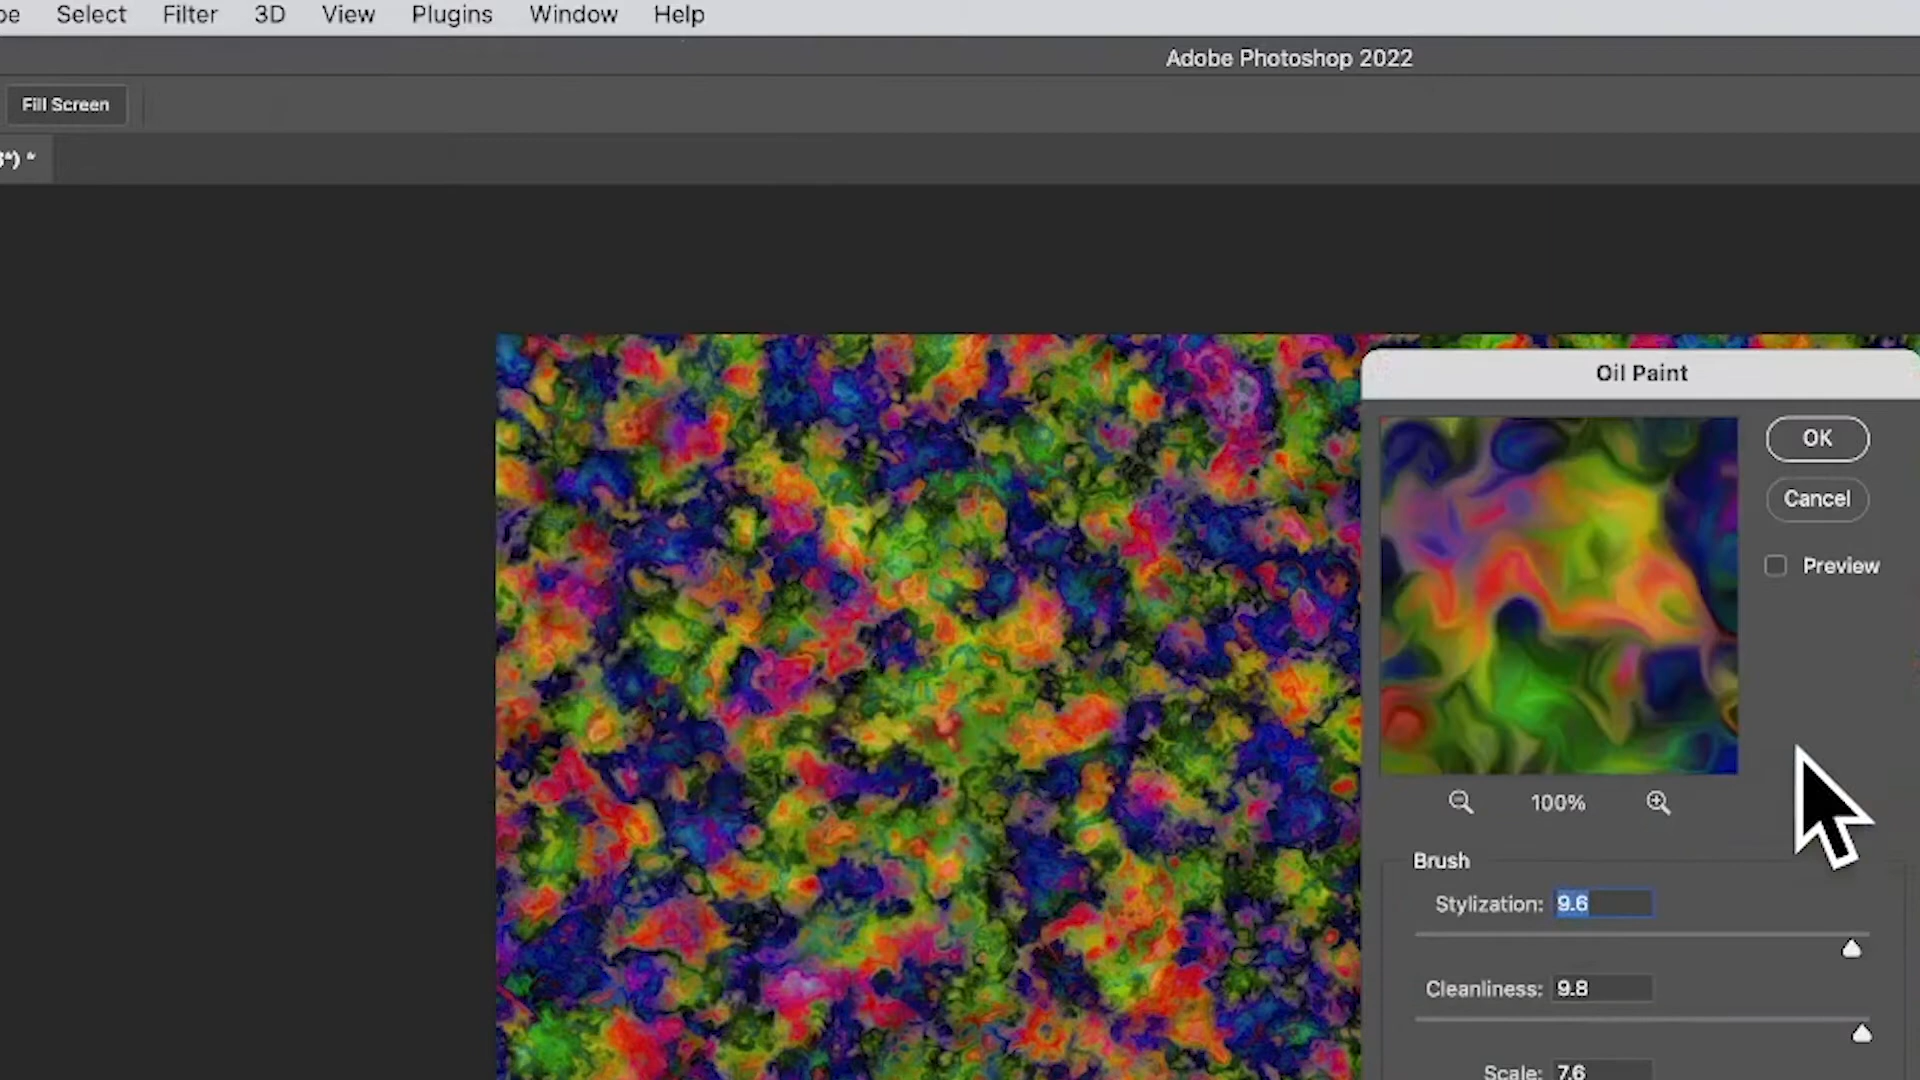 Select Filter 3D View Plugins Window Help
Adobe Photoshop 2022
Fill Screen
Oil Paint
OK
Cancel
Preview
100%
Brush
Stylization: 9.6
Cleanliness: 9.8
Scale: 7.6